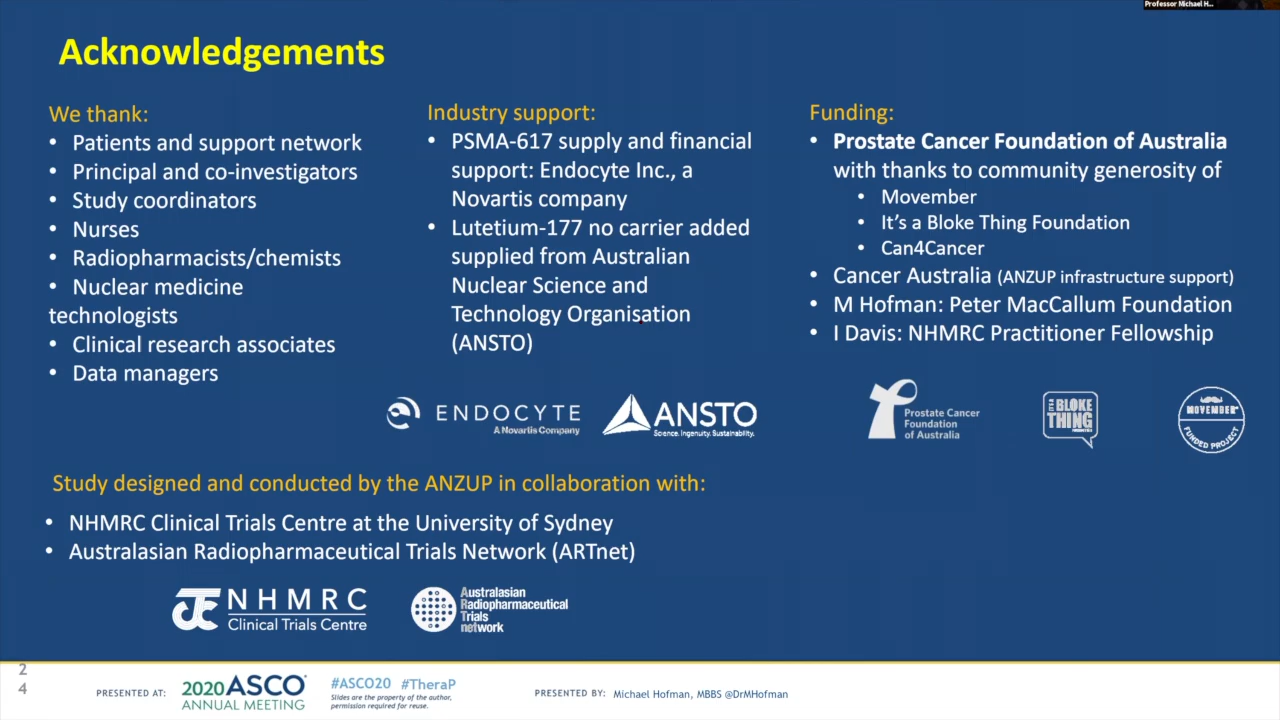 Professor Michael H...
Acknowledgements
We thank:
• Patients and support network
• Principal and co-investigators
• Study coordinators
• Nurses
• Radiopharmacists/chemists
• Nuclear medicine
technologists
• Clinical research associates
• Data managers
Industry support:
• PSMA-617 supply and financial
support: Endocyte Inc., a
Novartis company
• Lutetium-177 no carrier added
supplied from Australian
Nuclear Science and
Technology Organisation
(ANSTO)
Funding:
• Prostate Cancer Foundation of Australia
with thanks to community generosity of
• Movember
• It’s a Bloke Thing Foundation
• Can4Cancer
• Cancer Australia (ANZUP infrastructure support)
• M Hofman: Peter MacCallum Foundation
• I Davis: NHMRC Practitioner Fellowship
ENDOCYTE
A Novartis Company
ANSTO
Science. Ingenuity. Sustainability.
Prostate Cancer
Foundation
of Australia
IT'S A
BLOKE
THING
FOUNDATION
MOVEMBER
FUNDED PROJECT
Study designed and conducted by the ANZUP in collaboration with:
• NHMRC Clinical Trials Centre at the University of Sydney
• Australasian Radiopharmaceutical Trials Network (ARTnet)
NHMRC
Clinical Trials Centre
Australasian
Radiopharmaceutical
Trials
network
2
4
PRESENTED AT:
2020 ASCO
ANNUAL MEETING
#ASCO20 #TheraP
Slides are the property of the author,
permission required for reuse.
PRESENTED BY: Michael Hofman, MBBS @DrMHofman